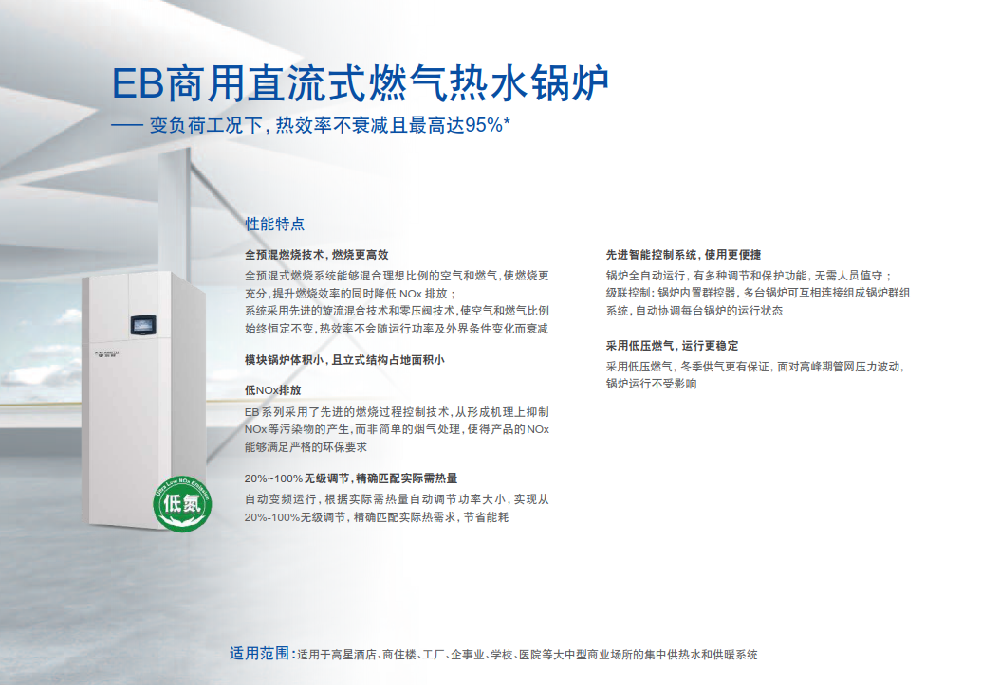 EB商用直流式燃气热水锅炉
—— 变负荷工况下，热效率不衰减且最高达95%*
性能特点
全预混燃烧技术，燃烧更高效
全预混式燃烧系统能够混合理想比例的空气和燃气，使燃烧更
充分，提升燃烧效率的同时降低 NOx 排放；
系统采用先进的旋流混合技术和零压阀技术，使空气和燃气比例
始终恒定不变，热效率不会随运行功率及外界条件变化而衰减
模块锅炉体积小，且立式结构占地面积小
低NOx排放
EB 系列采用了先进的燃烧过程控制技术，从形成机理上抑制
NOx 等污染物的产生，而非简单的烟气处理，使得产品的 NOx
能够满足严格的环保要求
20%~100% 无级调节，精确匹配实际需热量
自动变频运行，根据实际需热量自动调节功率大小，实现从
20%-100%无级调节，精确匹配实际热需求，节省能耗
先进智能控制系统，使用更便捷
锅炉全自动运行，有多种调节和保护功能，无需人员值守；
级联控制：锅炉内置群控器，多台锅炉可互相连接组成锅炉群组
系统，自动协调每台锅炉的运行状态
采用低压燃气，运行更稳定
采用低压燃气，冬季供气更有保证，面对高峰期管网压力波动，
锅炉运行不受影响
Ultra Low NOx Emission
低氮
适用范围：适用于高星酒店、商住楼、工厂、企事业、学校、医院等大中型商业场所的集中供热水和供暖系统